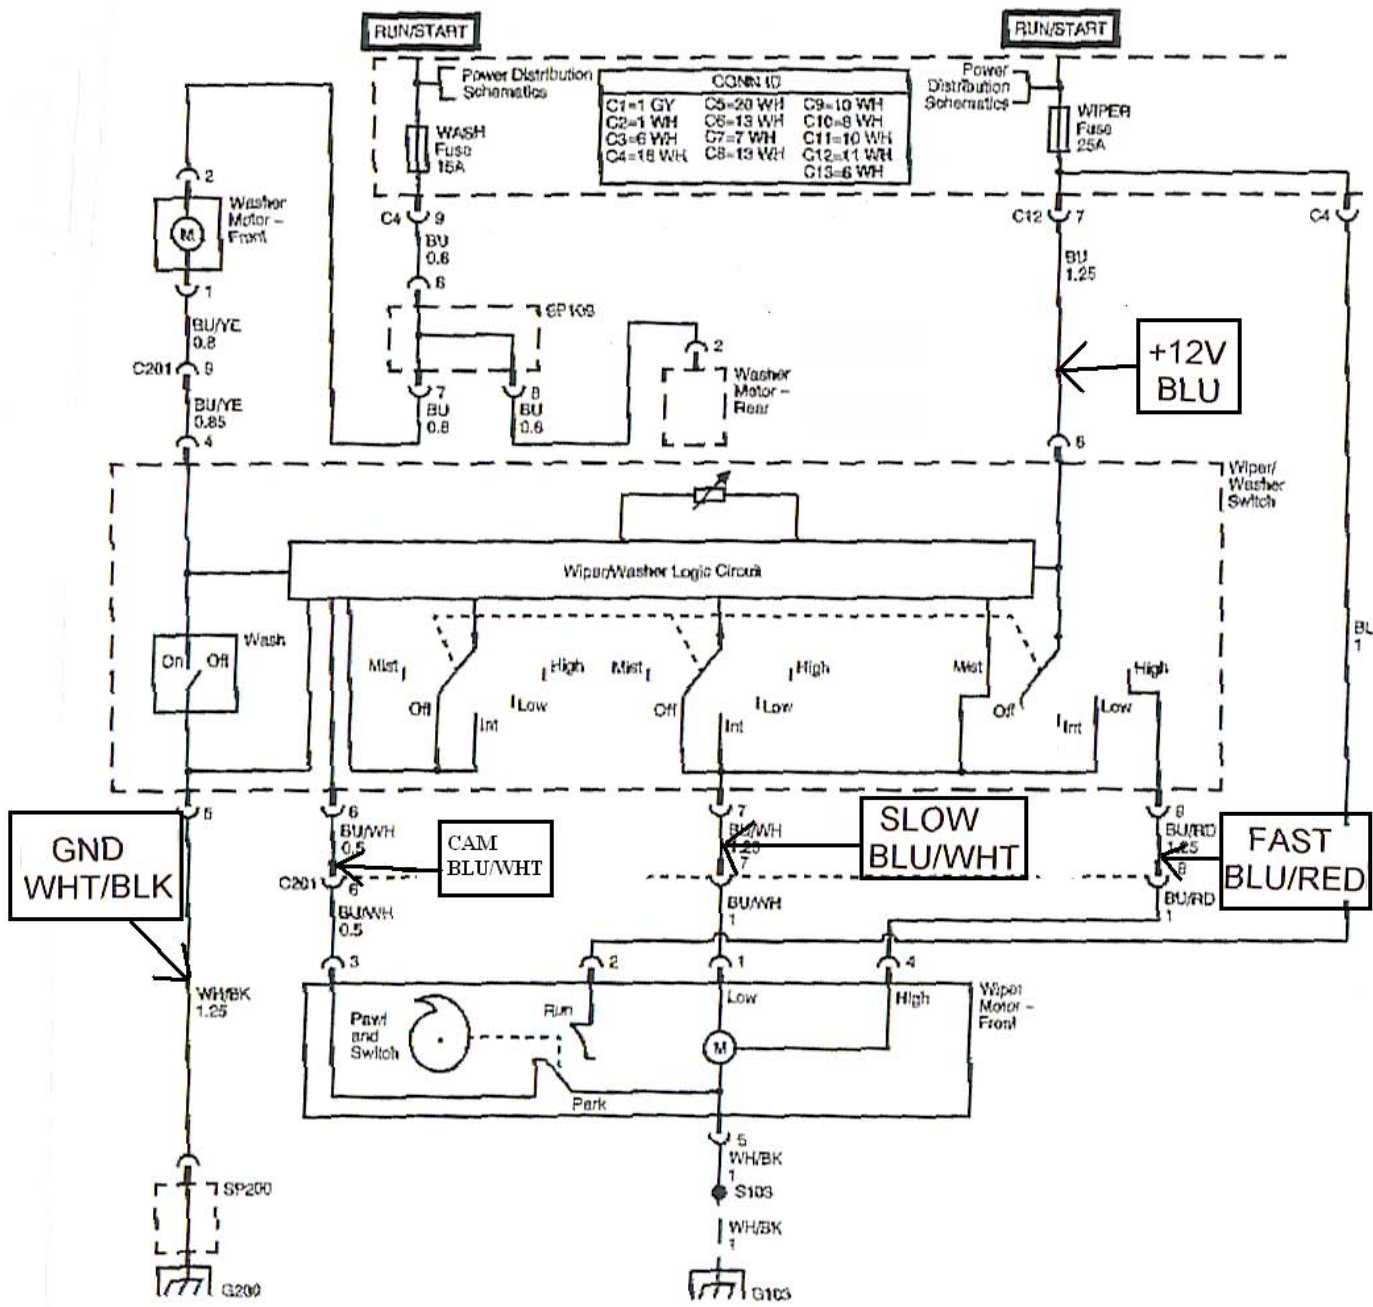 RUN/START
RUN/START
Power Distribution
Schematics
CONN ID
C1=1 GY C5=20 WH C9=10 WH
C2=1 WH C6=13 WH C10=8 WH
C3=6 WH C7=7 WH C11=10 WH
C4=16 WH C8=13 WH C12=11 WH
C13=6 WH
Power
Distribution
Schematics
WASH
Fuse
15A
WIPER
Fuse
25A
2
Washer
Motor –
Front
M
1
C4 9
BU
0.8
6
C12 7
BU
1.25
C4
BU/YE
0.8
C201 9
BU/YE
0.85
4
SP103
7
BU
0.8
8
BU
0.8
2
Washer
Motor –
Rear
+12V
BLU
6
Wiper/
Washer
Switch
Wiper/Washer Logic Circuit
Wash
On Off
Mist
High
Off
Low
Int
Mist
High
Off
Low
Int
Mist
High
Off
Low
Int
BL
1
5
6
BU/WH
0.5
7
BU/WH
1.25
7
9
BU/RD
1.25
8
GND
WHT/BLK
CAM
BLU/WHT
SLOW
BLU/WHT
FAST
BLU/RED
C201 6
BU/WH
0.5
BU/WH
1
BU/RD
1
3
2
1
4
WH/BK
1.25
Pawl
and
Switch
Run
Park
Low
M
High
Wiper
Motor –
Front
5
WH/BK
1
S103
WH/BK
1
SP200
G200
G103